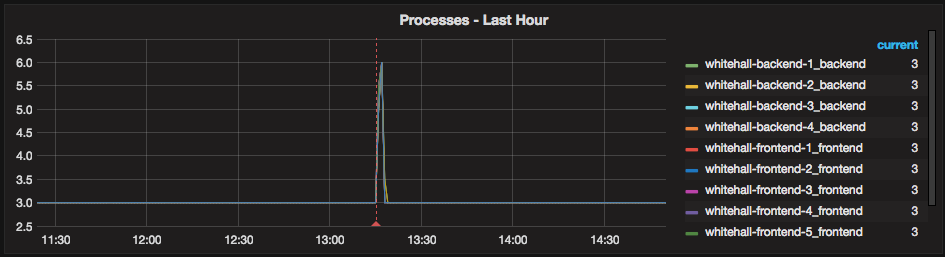 Processes - Last Hour
6.5
6.0
5.5
5.0
4.5
4.0
3.5
3.0
2.5
11:30 12:00 12:30 13:00 13:30 14:00 14:30
current
whitehall-backend-1_backend 3
whitehall-backend-2_backend 3
whitehall-backend-3_backend 3
whitehall-backend-4_backend 3
whitehall-frontend-1_frontend 3
whitehall-frontend-2_frontend 3
whitehall-frontend-3_frontend 3
whitehall-frontend-4_frontend 3
whitehall-frontend-5_frontend 3